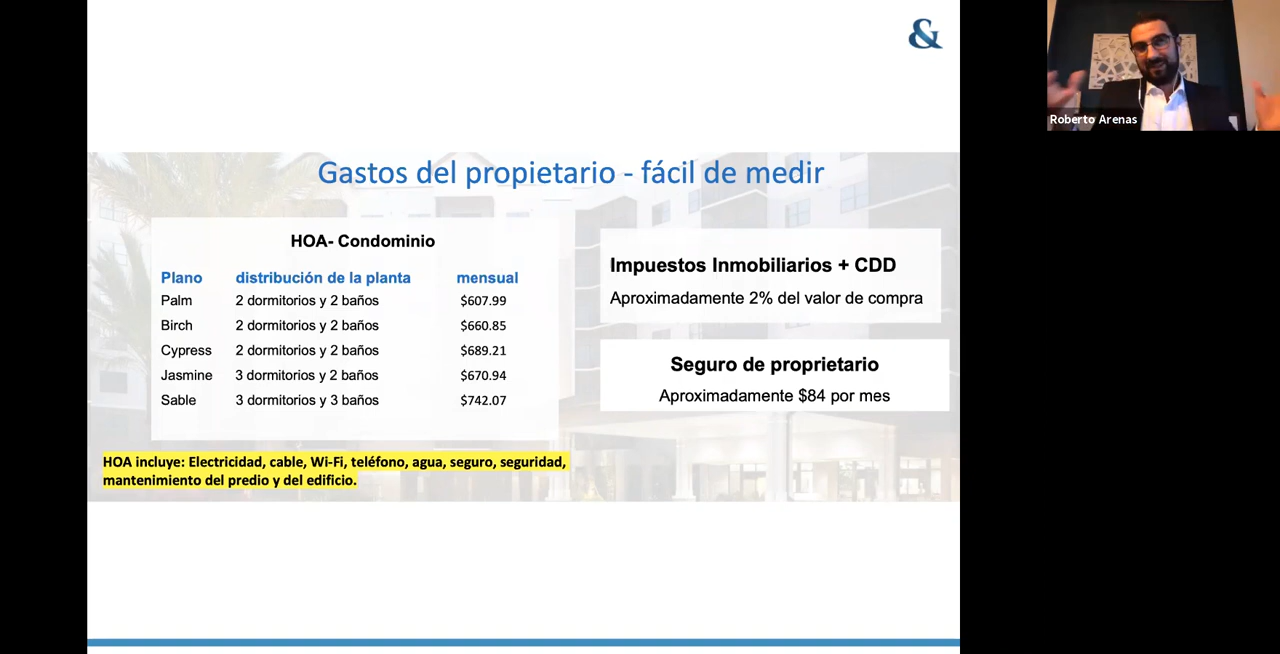 &
Roberto Arenas
Gastos del propietario - fácil de medir
HOA- Condominio
Plano distribución de la planta mensual
Palm 2 dormitorios y 2 baños $607.99
Birch 2 dormitorios y 2 baños $660.85
Cypress 2 dormitorios y 2 baños $689.21
Jasmine 3 dormitorios y 2 baños $670.94
Sable 3 dormitorios y 3 baños $742.07
HOA incluye: Electricidad, cable, Wi-Fi, teléfono, agua, seguro, seguridad,
mantenimiento del predio y del edificio.
Impuestos Inmobiliarios + CDD
Aproximadamente 2% del valor de compra
Seguro de proprietario
Aproximadamente $84 por mes